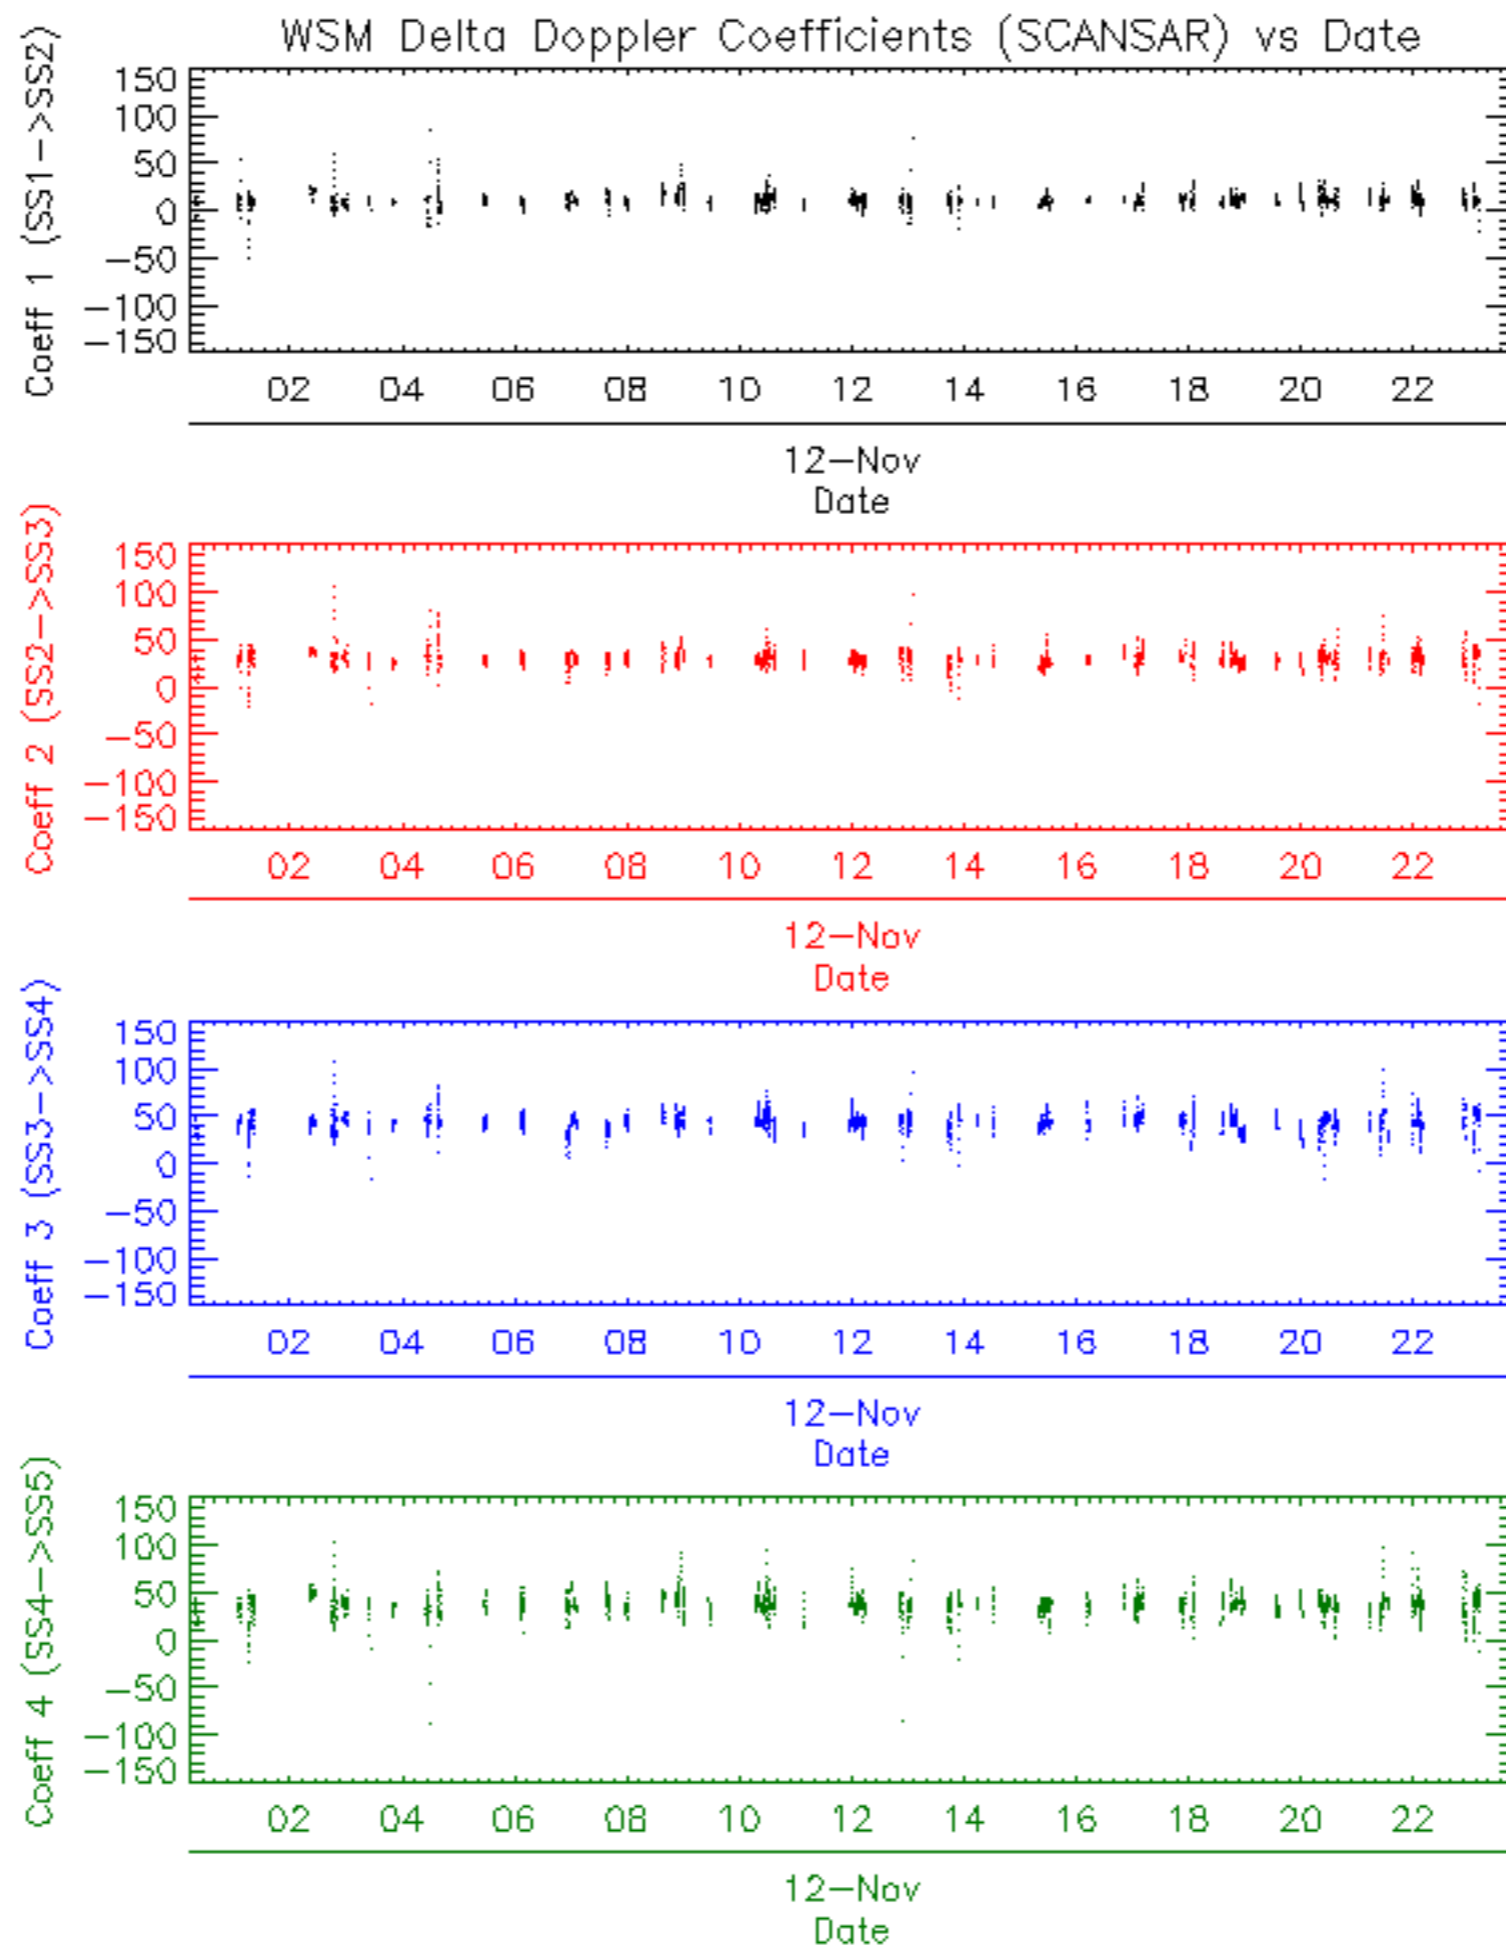 WSM Delta Doppler Coefficients (SCANSAR) vs Date
Coeff 1 (SS1->SS2)
150
100
50
0
-50
-100
-150
02 04 06 08 10 12 14 16 18 20 22
12-Nov
Date
Coeff 2 (SS2->SS3)
150
100
50
0
-50
-100
-150
02 04 06 08 10 12 14 16 18 20 22
12-Nov
Date
Coeff 3 (SS3->SS4)
150
100
50
0
-50
-100
-150
02 04 06 08 10 12 14 16 18 20 22
12-Nov
Date
Coeff 4 (SS4->SS5)
150
100
50
0
-50
-100
-150
02 04 06 08 10 12 14 16 18 20 22
12-Nov
Date